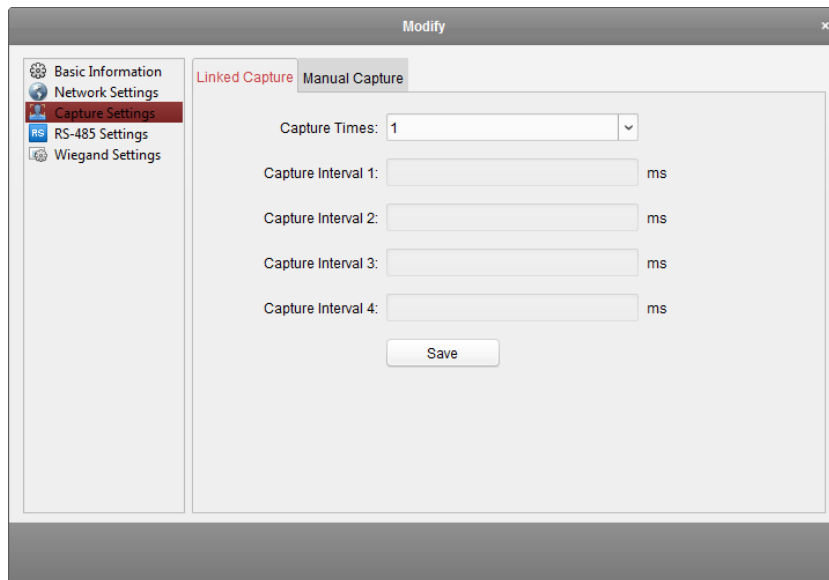 Modify
×
Basic Information
Network Settings
Capture Settings
RS RS-485 Settings
Wiegand Settings
Linked Capture Manual Capture
Capture Times: 1
Capture Interval 1: ms
Capture Interval 2: ms
Capture Interval 3: ms
Capture Interval 4: ms
Save